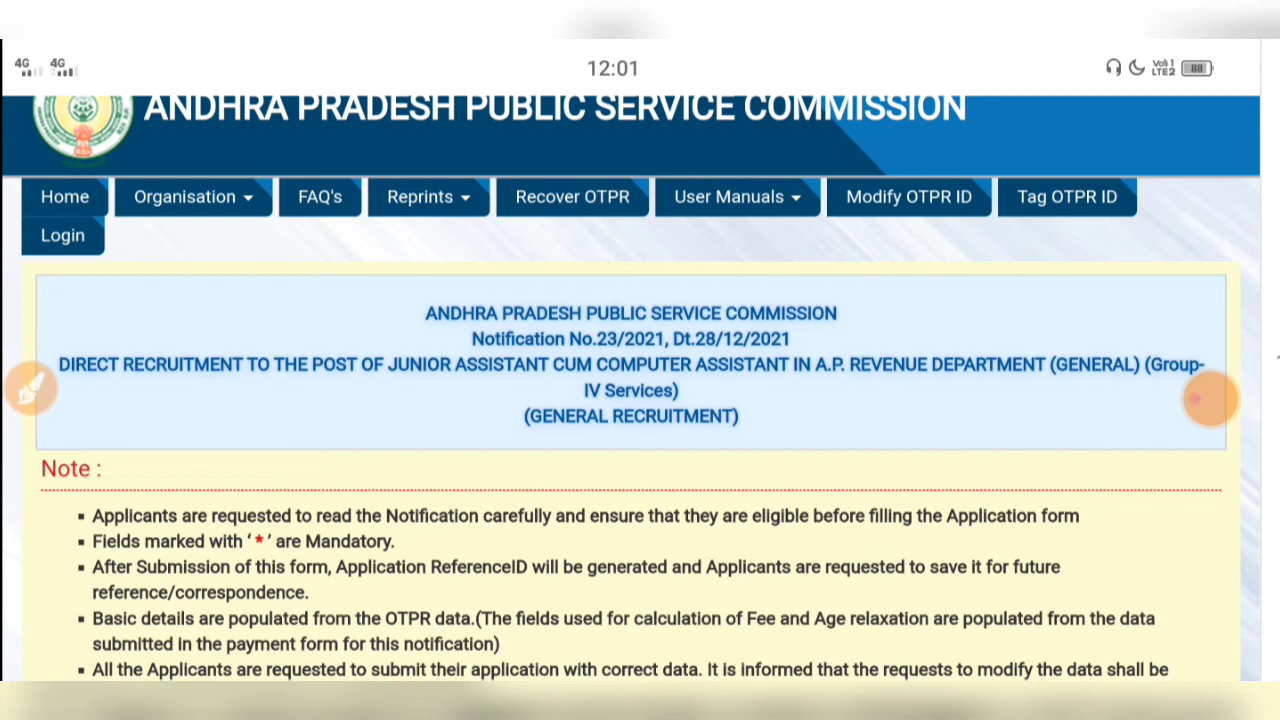 4G 4G 12:01 LTE2 88
ANDHRA PRADESH PUBLIC SERVICE COMMISSION
Home Organisation FAQ's Reprints Recover OTPR User Manuals Modify OTPR ID Tag OTPR ID
Login
ANDHRA PRADESH PUBLIC SERVICE COMMISSION
Notification No.23/2021, Dt.28/12/2021
DIRECT RECRUITMENT TO THE POST OF JUNIOR ASSISTANT CUM COMPUTER ASSISTANT IN A.P. REVENUE DEPARTMENT (GENERAL) (Group-
IV Services)
(GENERAL RECRUITMENT)
Note :
▪ Applicants are requested to read the Notification carefully and ensure that they are eligible before filling the Application form
▪ Fields marked with ‘ * ’ are Mandatory.
▪ After Submission of this form, Application ReferenceID will be generated and Applicants are requested to save it for future
reference/correspondence.
▪ Basic details are populated from the OTPR data.(The fields used for calculation of Fee and Age relaxation are populated from the data
submitted in the payment form for this notification)
▪ All the Applicants are requested to submit their application with correct data. It is informed that the requests to modify the data shall be